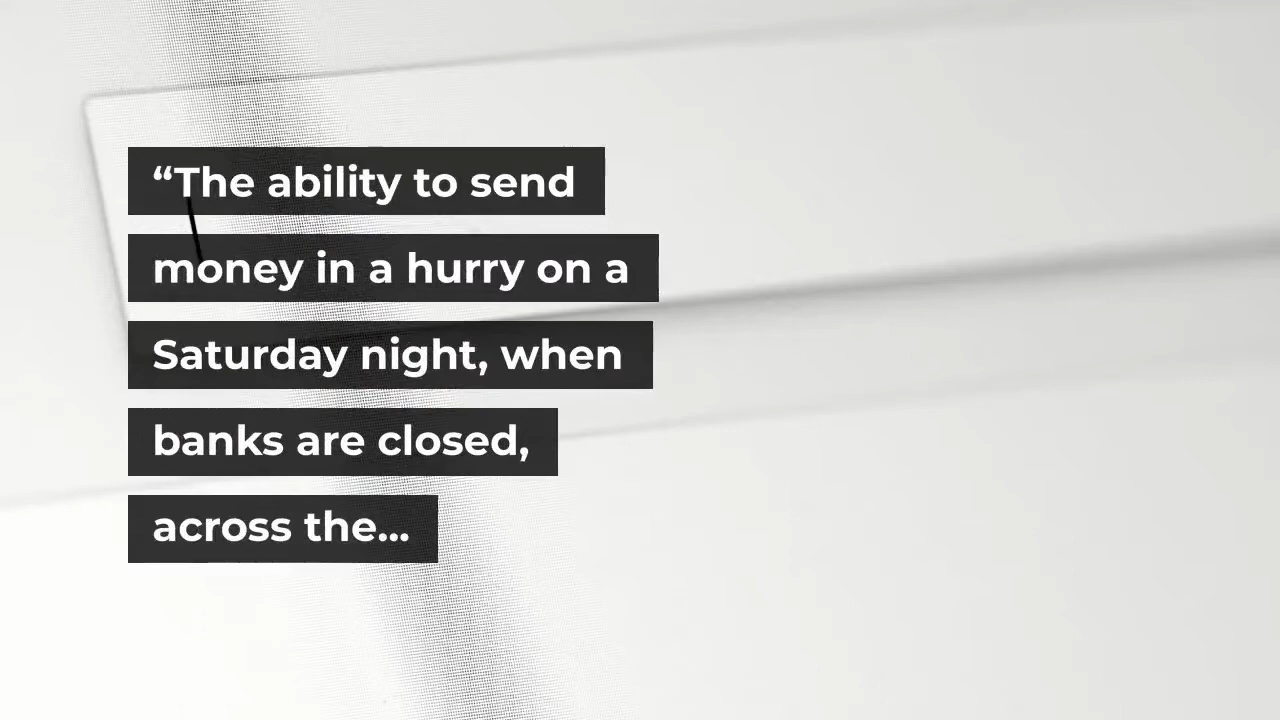 “The ability to send
money in a hurry on a
Saturday night, when
banks are closed,
across the...